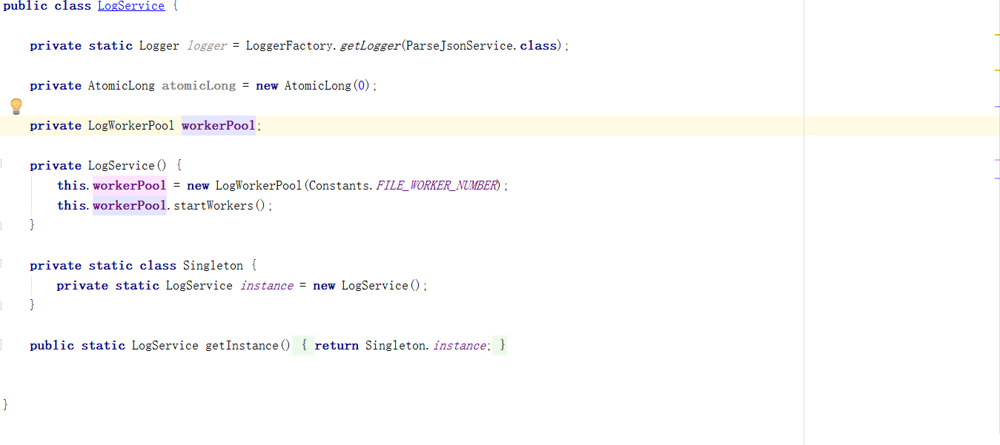 public class LogService {
private static Logger logger = LoggerFactory.getLogger(ParseJsonService.class);
private AtomicLong atomicLong = new AtomicLong(0);
private LogWorkerPool workerPool;
private LogService() {
this.workerPool = new LogWorkerPool(Constants.FILE_WORKER_NUMBER);
this.workerPool.startWorkers();
}
private static class Singleton {
private static LogService instance = new LogService();
}
public static LogService getInstance() { return Singleton.instance; }
}